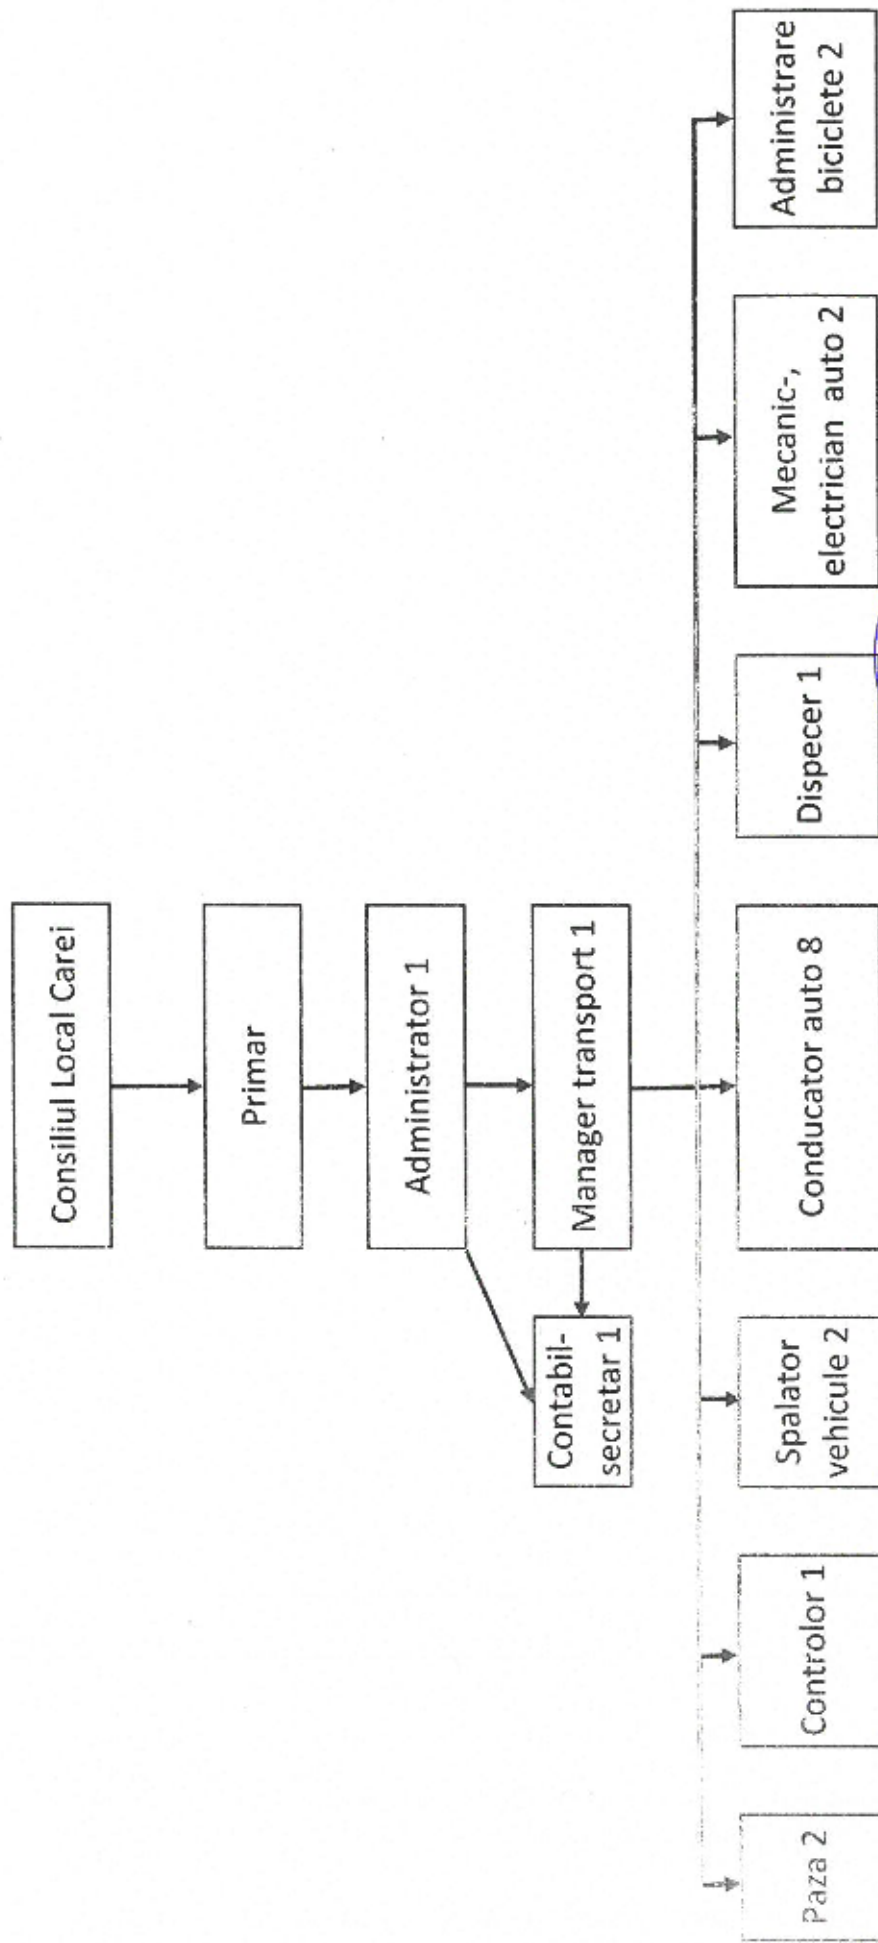 Consiliul Local Carei
Primar
Administrator 1
Contabil-
secretar 1
Manager transport 1
Paza 2
Controlor 1
Spalator
vehicule 2
Conducator auto 8
Dispecer 1
Mecanic-,
electrician auto 2
Administrare
biciclete 2